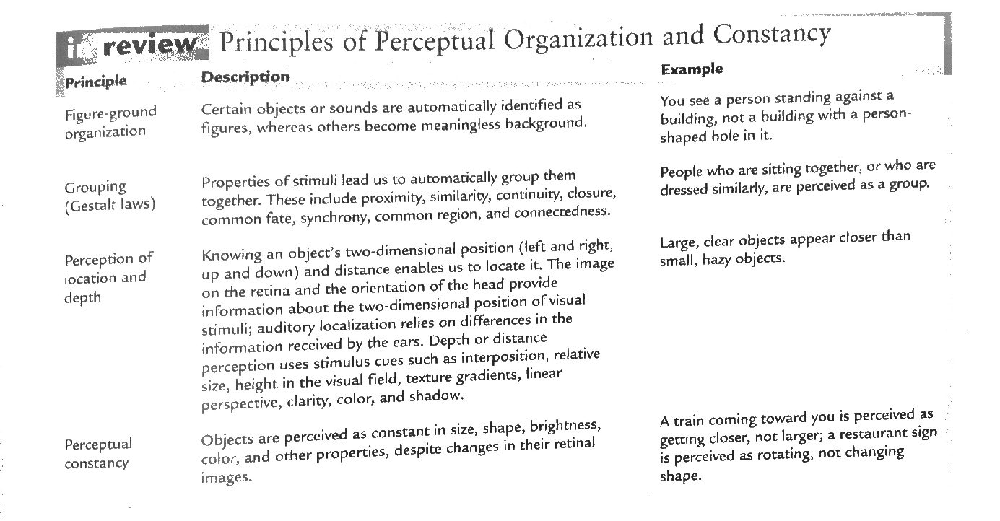 in review Principles of Perceptual Organization and Constancy
Principle Description Example
Figure-ground
organization
Certain objects or sounds are automatically identified as
figures, whereas others become meaningless background.
You see a person standing against a
building, not a building with a person-
shaped hole in it.
Grouping
(Gestalt laws)
Properties of stimuli lead us to automatically group them
together. These include proximity, similarity, continuity, closure,
common fate, synchrony, common region, and connectedness.
People who are sitting together, or who are
dressed similarly, are perceived as a group.
Perception of
location and
depth
Knowing an object's two-dimensional position (left and right,
up and down) and distance enables us to locate it. The image
on the retina and the orientation of the head provide
information about the two-dimensional position of visual
stimuli; auditory localization relies on differences in the
information received by the ears. Depth or distance
perception uses stimulus cues such as interposition, relative
size, height in the visual field, texture gradients, linear
perspective, clarity, color, and shadow.
Large, clear objects appear closer than
small, hazy objects.
Perceptual
constancy
Objects are perceived as constant in size, shape, brightness,
color, and other properties, despite changes in their retinal
images.
A train coming toward you is perceived as
getting closer, not larger; a restaurant sign
is perceived as rotating, not changing
shape.